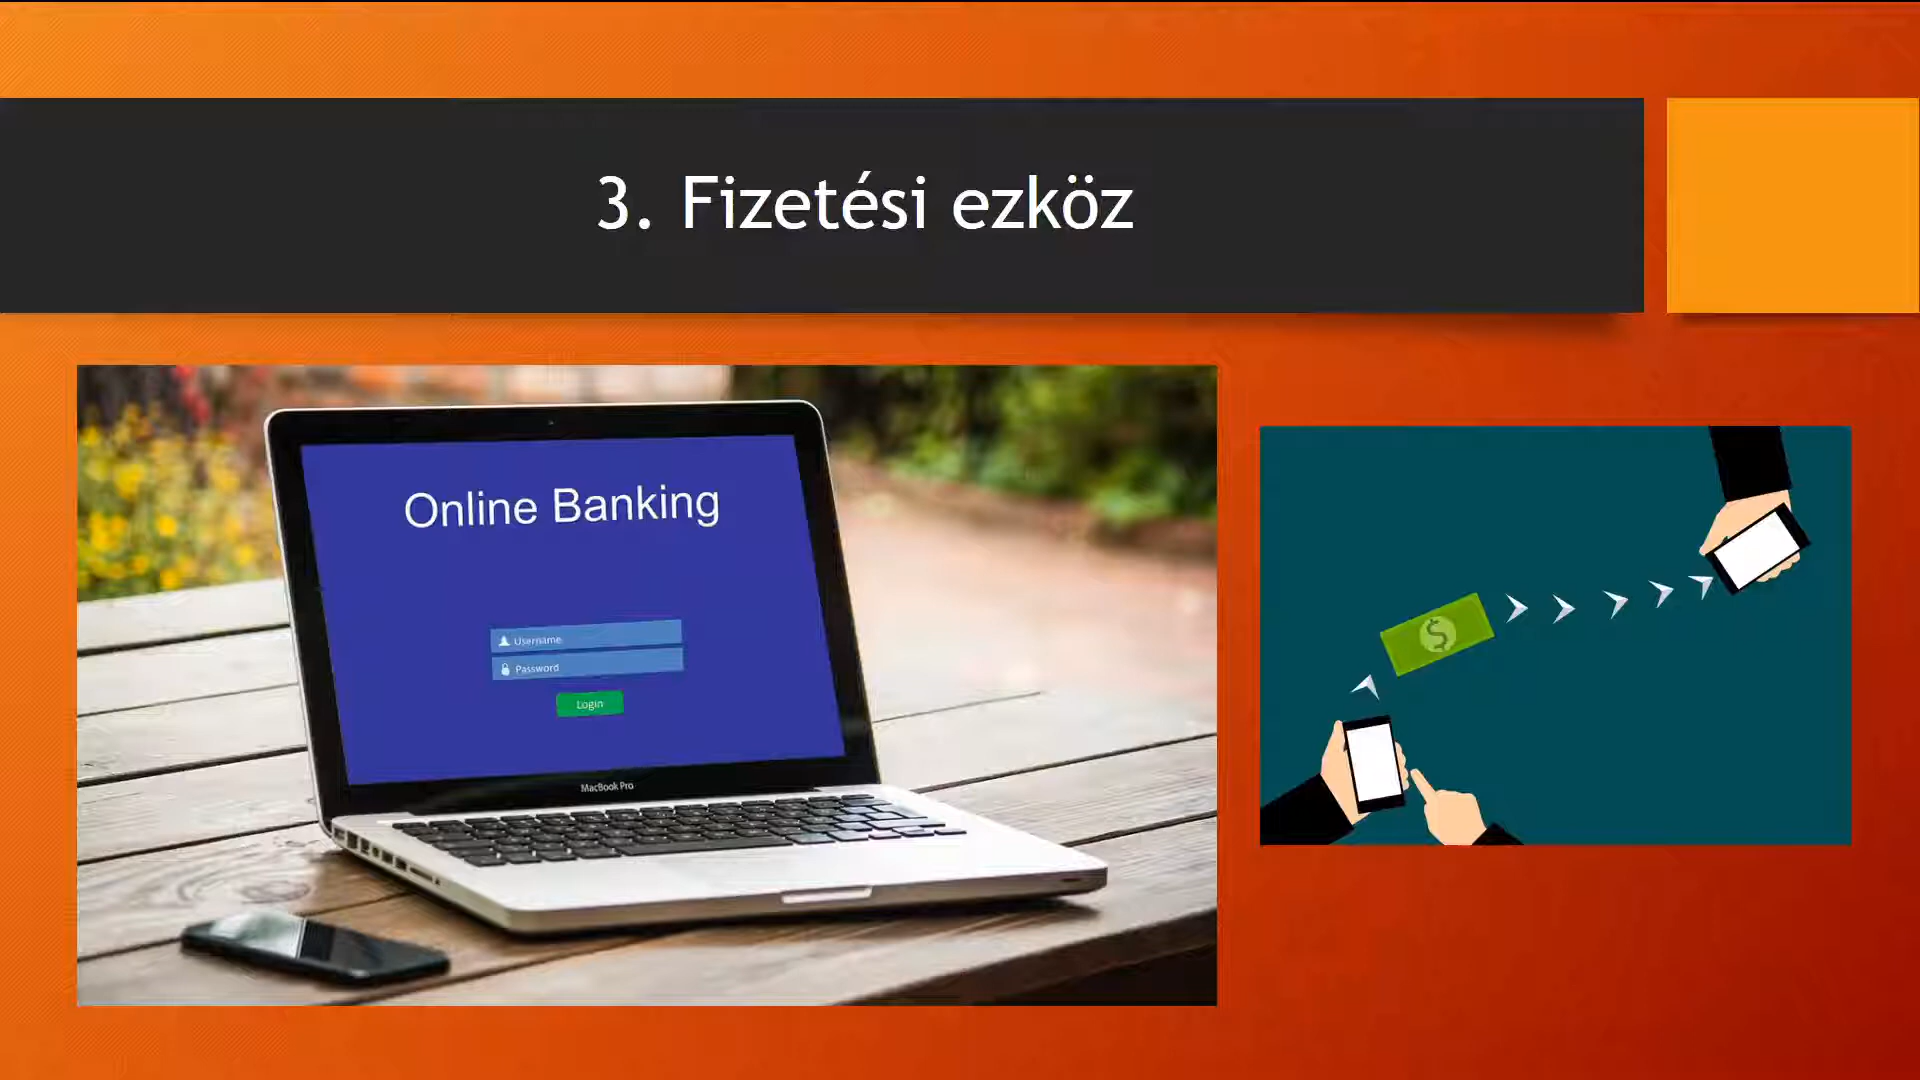 3. Fizetési ezköz
Online Banking
Username
Password
Login
MacBook Pro
$